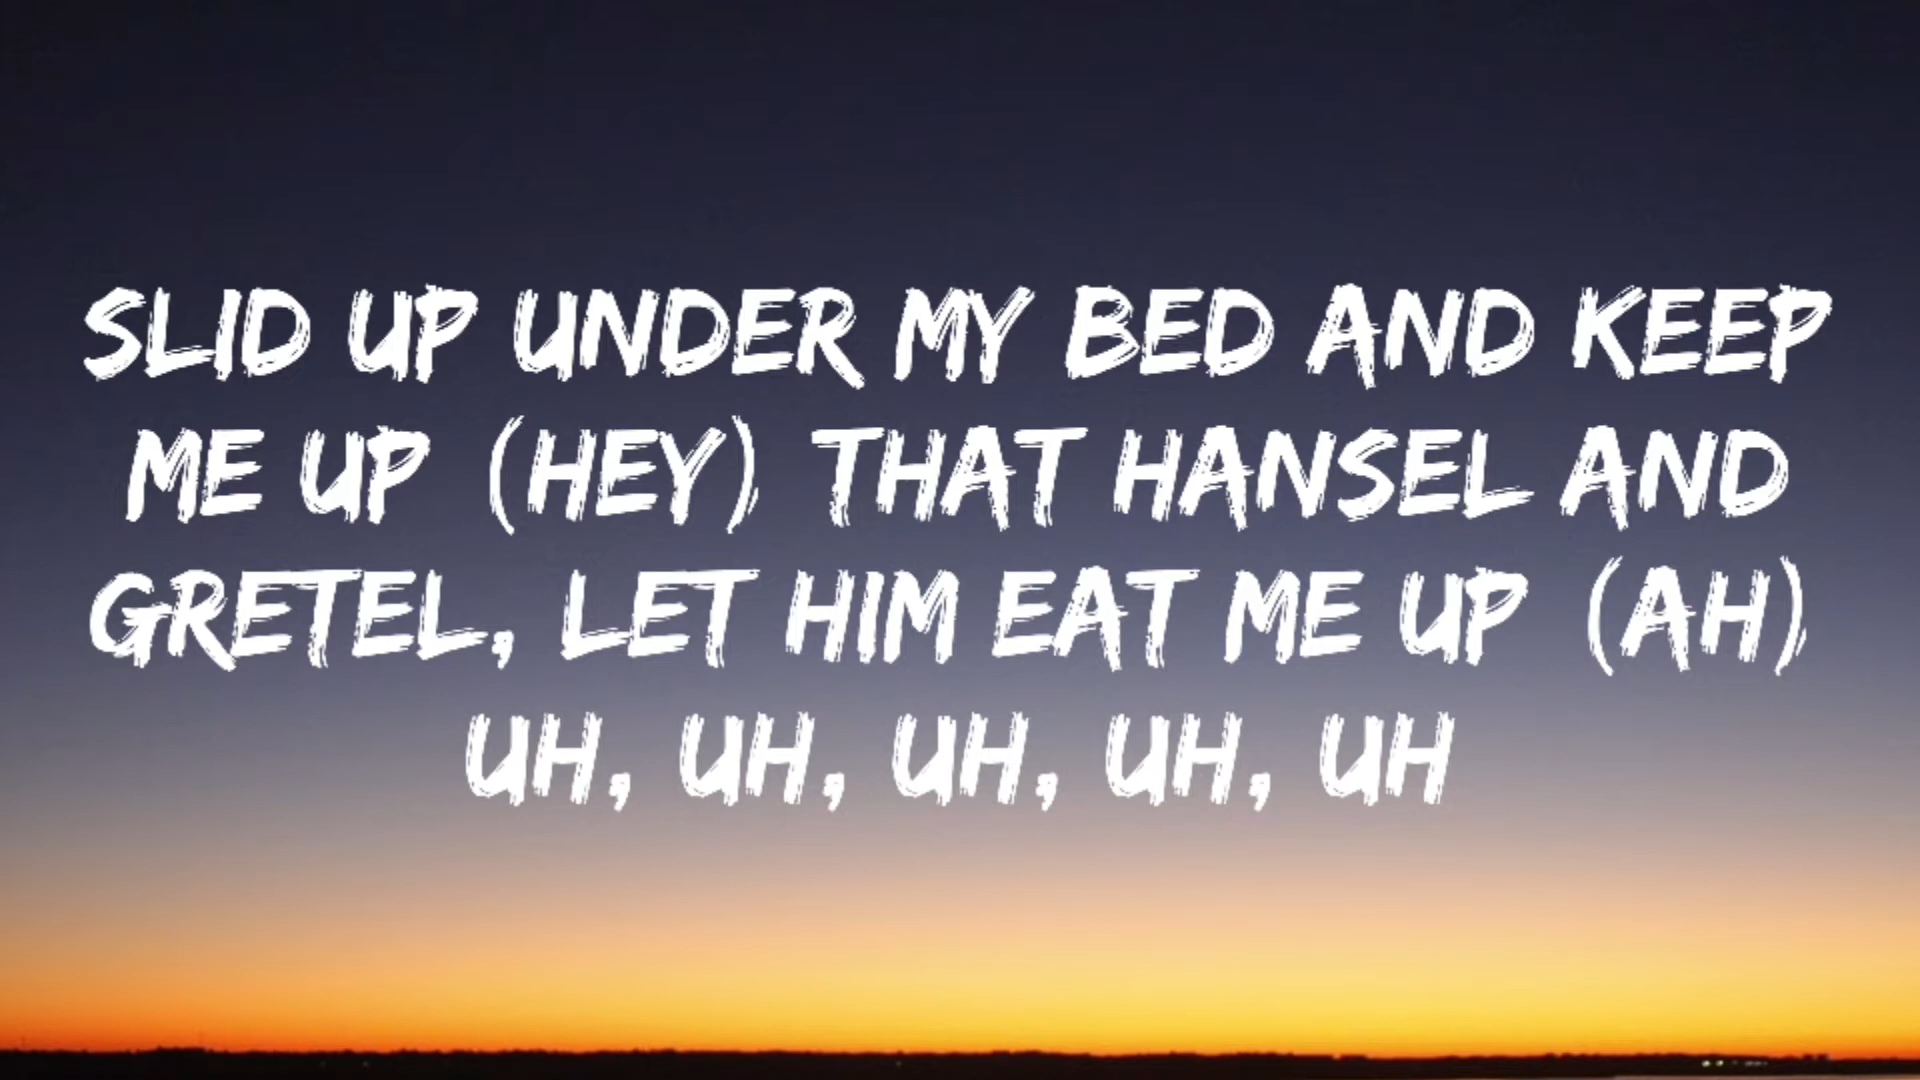 SLID UP UNDER MY BED AND KEEP
ME UP (HEY) THAT HANSEL AND
GRETEL, LET HIM EAT ME UP (AH)
UH, UH, UH, UH, UH